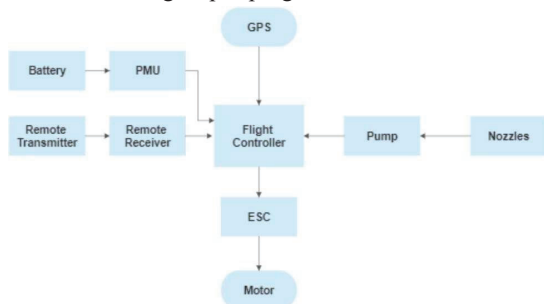 GPS
Battery
PMU
Remote
Transmitter
Remote
Receiver
Flight
Controller
Pump
Nozzles
ESC
Motor